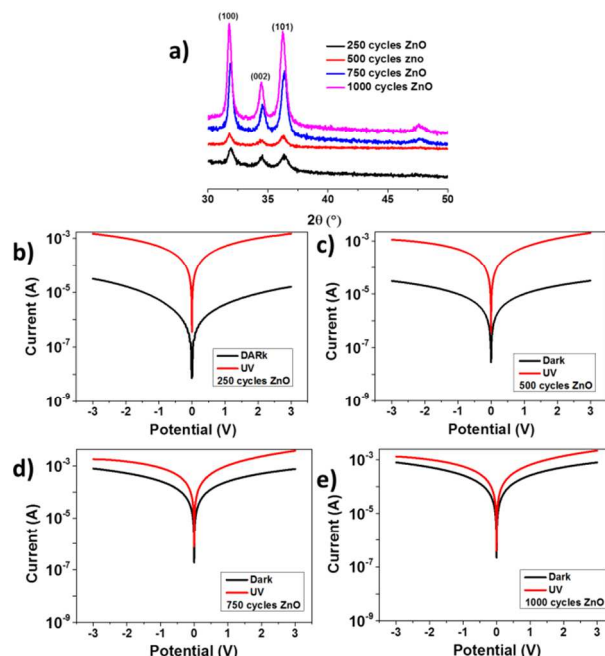 a)
(100)
(002)
(101)
250 cycles ZnO
500 cycles zno
750 cycles ZnO
1000 cycles ZnO
30 35 40 45 50
2θ (°)
b)
Current (A)
10-3
10-5
10-7
10-9
DARk
UV
250 cycles ZnO
-3 -2 -1 0 1 2 3
Potential (V)
c)
Current (A)
10-3
10-5
10-7
10-9
Dark
UV
500 cycles ZnO
-3 -2 -1 0 1 2 3
Potential (V)
d)
Current (A)
10-3
10-5
10-7
10-9
Dark
UV
750 cycles ZnO
-3 -2 -1 0 1 2 3
Potential (V)
e)
Current (A)
10-3
10-5
10-7
10-9
Dark
UV
1000 cycles ZnO
-3 -2 -1 0 1 2 3
Potential (V)